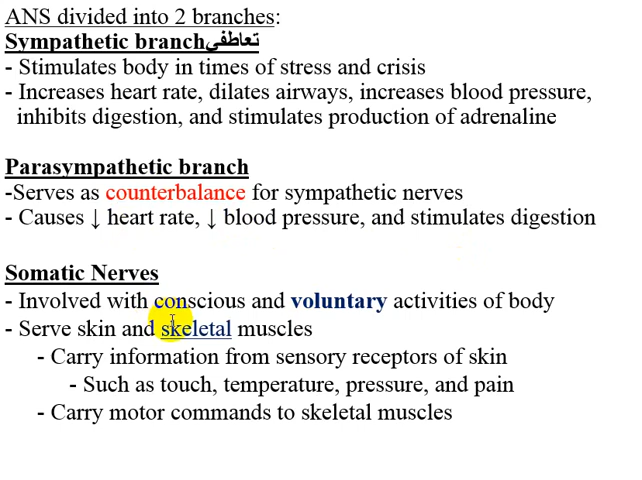 ANS divided into 2 branches:
Sympathetic branchتعاطفي
- Stimulates body in times of stress and crisis
- Increases heart rate, dilates airways, increases blood pressure,
inhibits digestion, and stimulates production of adrenaline
Parasympathetic branch
-Serves as counterbalance for sympathetic nerves
- Causes ↓ heart rate, ↓ blood pressure, and stimulates digestion
Somatic Nerves
- Involved with conscious and voluntary activities of body
- Serve skin and skeletal muscles
- Carry information from sensory receptors of skin
- Such as touch, temperature, pressure, and pain
- Carry motor commands to skeletal muscles